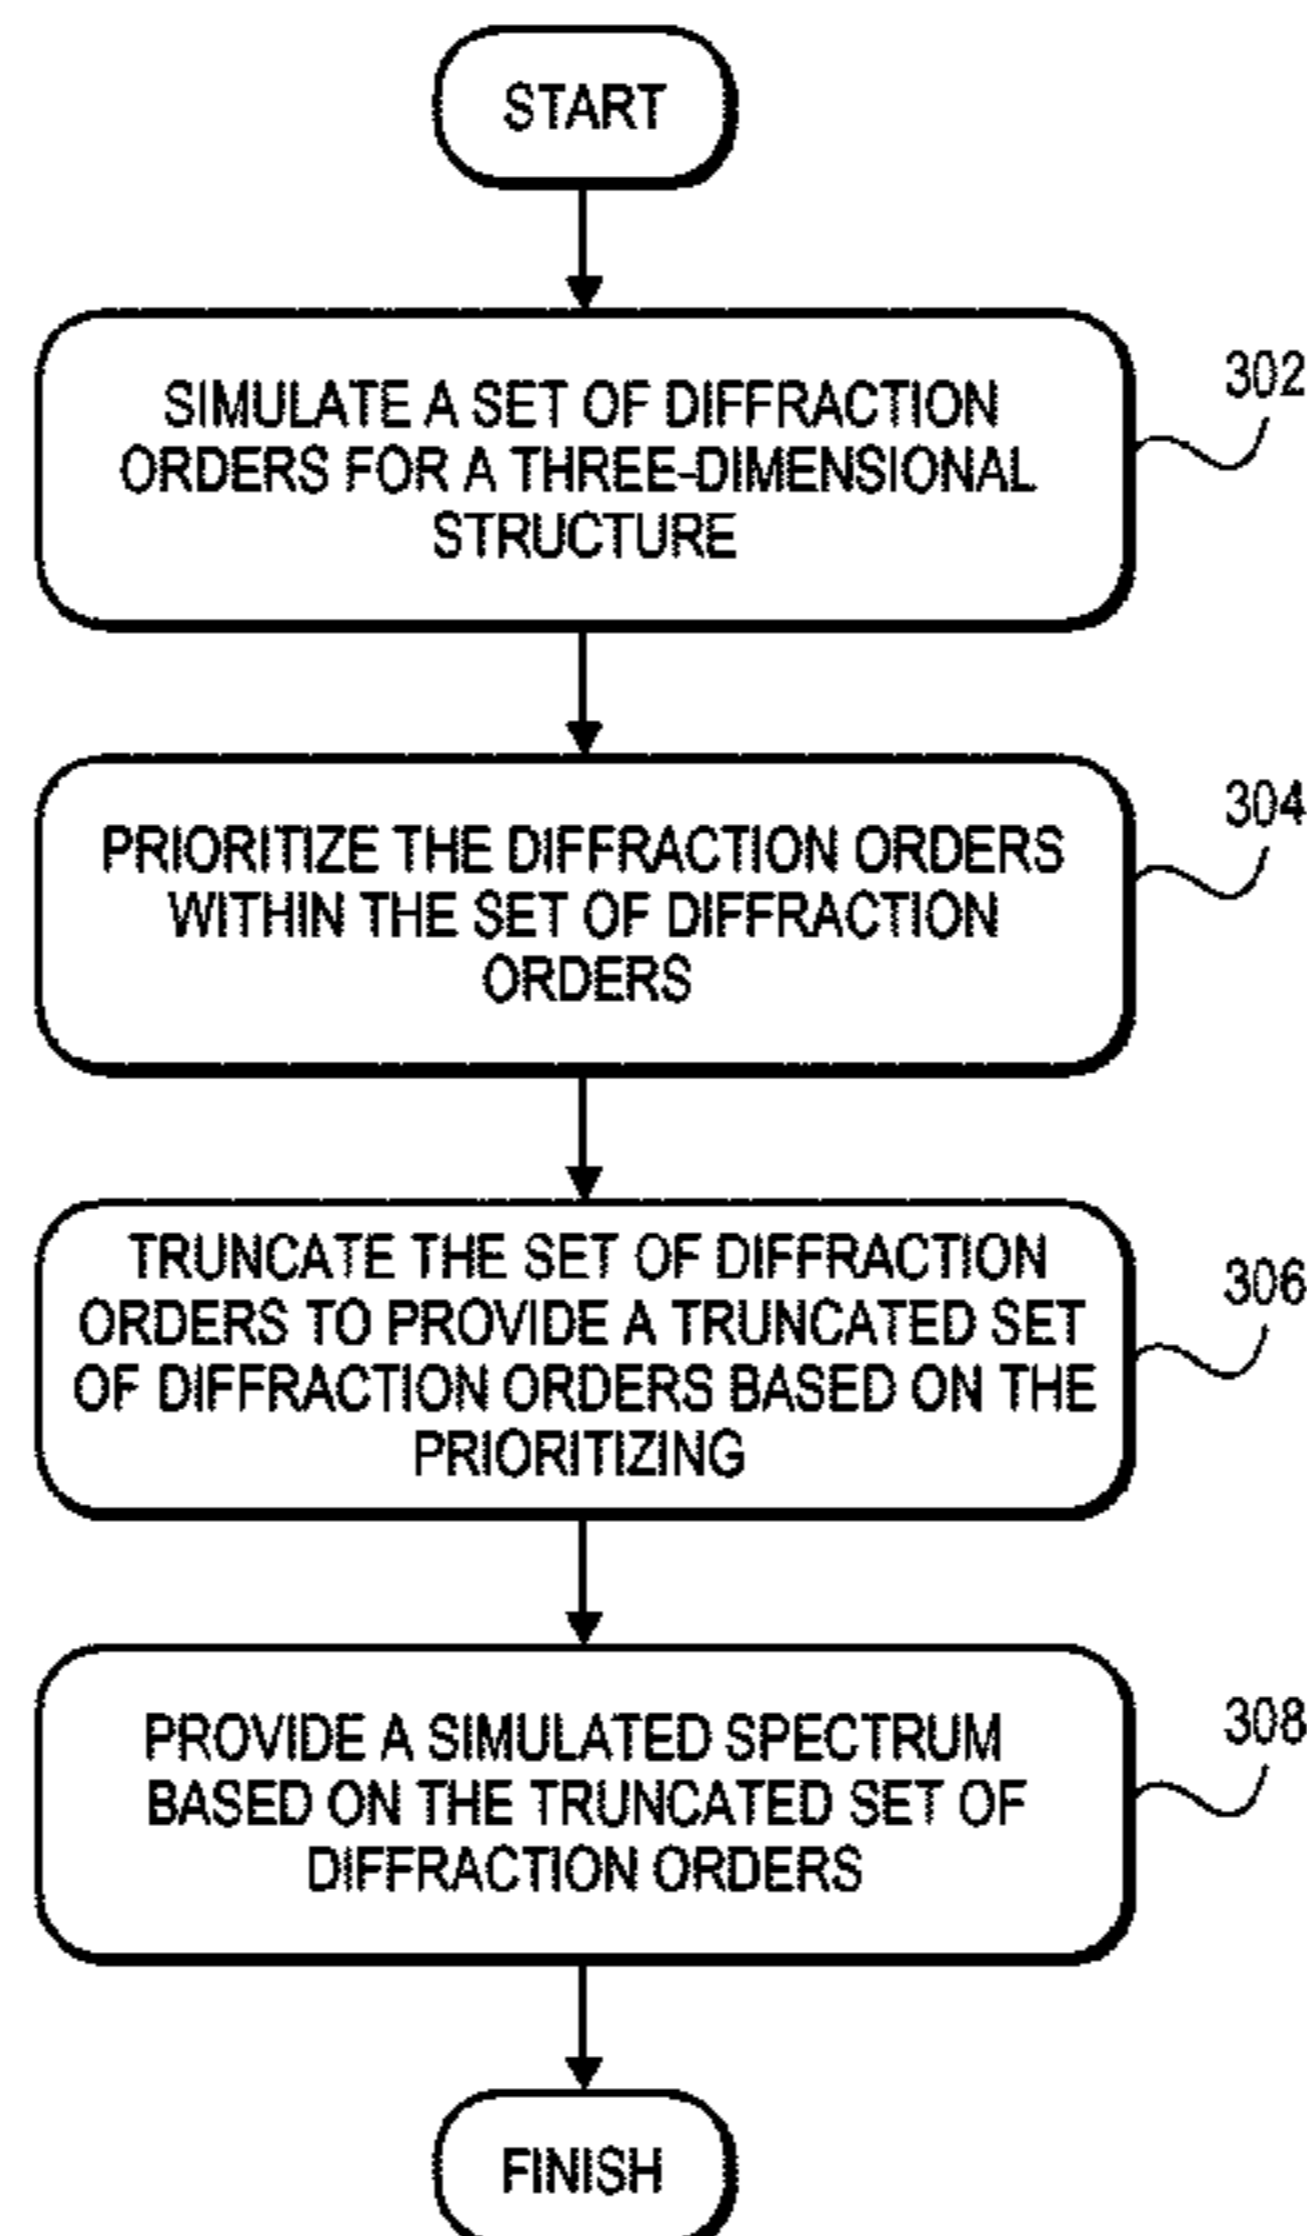 START
SIMULATE A SET OF DIFFRACTION
ORDERS FOR A THREE-DIMENSIONAL
STRUCTURE
302
PRIORITIZE THE DIFFRACTION ORDERS
WITHIN THE SET OF DIFFRACTION
ORDERS
304
TRUNCATE THE SET OF DIFFRACTION
ORDERS TO PROVIDE A TRUNCATED SET
OF DIFFRACTION ORDERS BASED ON THE
PRIORITIZING
306
PROVIDE A SIMULATED SPECTRUM
BASED ON THE TRUNCATED SET OF
DIFFRACTION ORDERS
308
FINISH